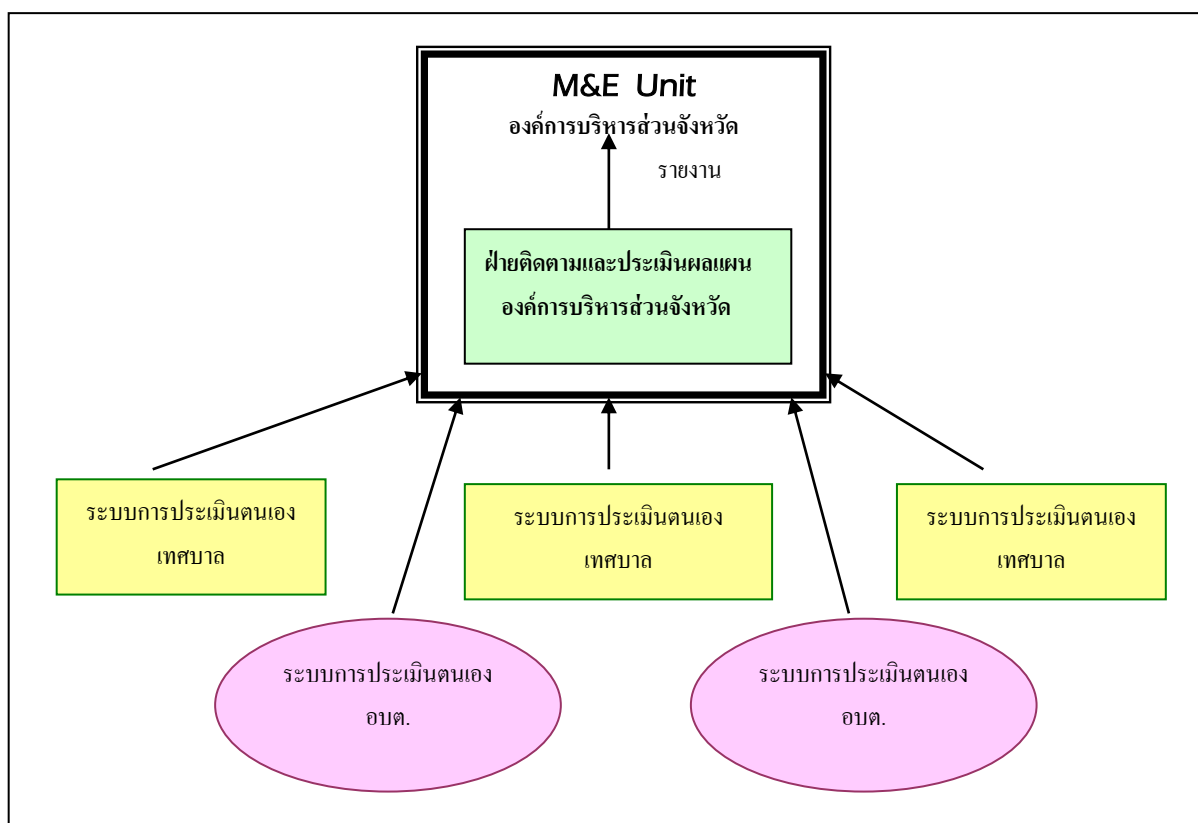 M&E Unit
องค์การบริหารส่วนจังหวัด
รายงาน
ฝ่ายติดตามและประเมินผลแผน
องค์การบริหารส่วนจังหวัด
ระบบการประเมินตนเอง
เทศบาล
ระบบการประเมินตนเอง
เทศบาล
ระบบการประเมินตนเอง
เทศบาล
ระบบการประเมินตนเอง
อบต.
ระบบการประเมินตนเอง
อบต.